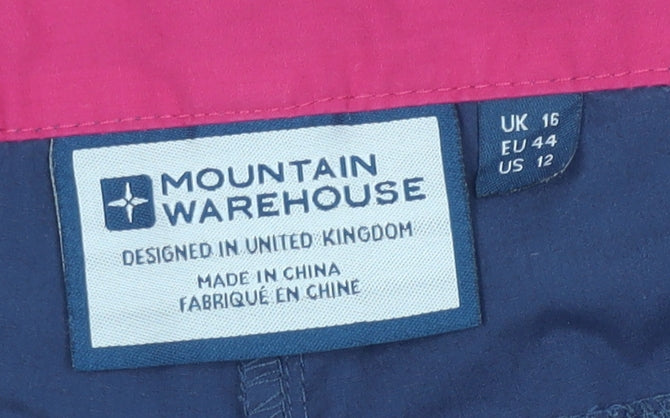 MOUNTAIN
WAREHOUSE
DESIGNED IN UNITED KINGDOM
MADE IN CHINA
FABRIQUÉ EN CHINE
UK 16
EU 44
US 12